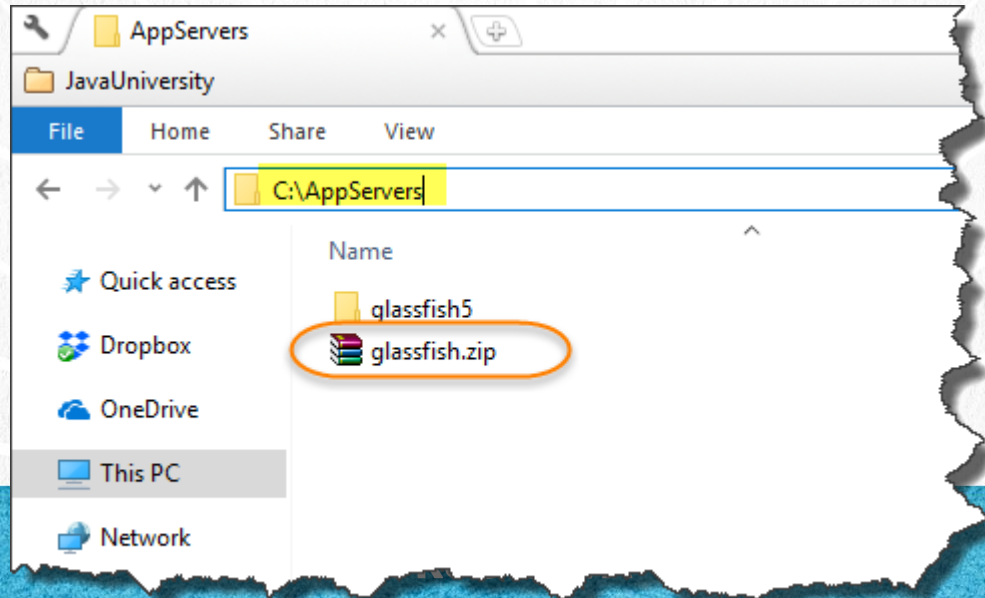 AppServers
JavaUniversity
File Home Share View
C:\AppServers
Name
Quick access
glassfish5
glassfish.zip
Dropbox
OneDrive
This PC
Network